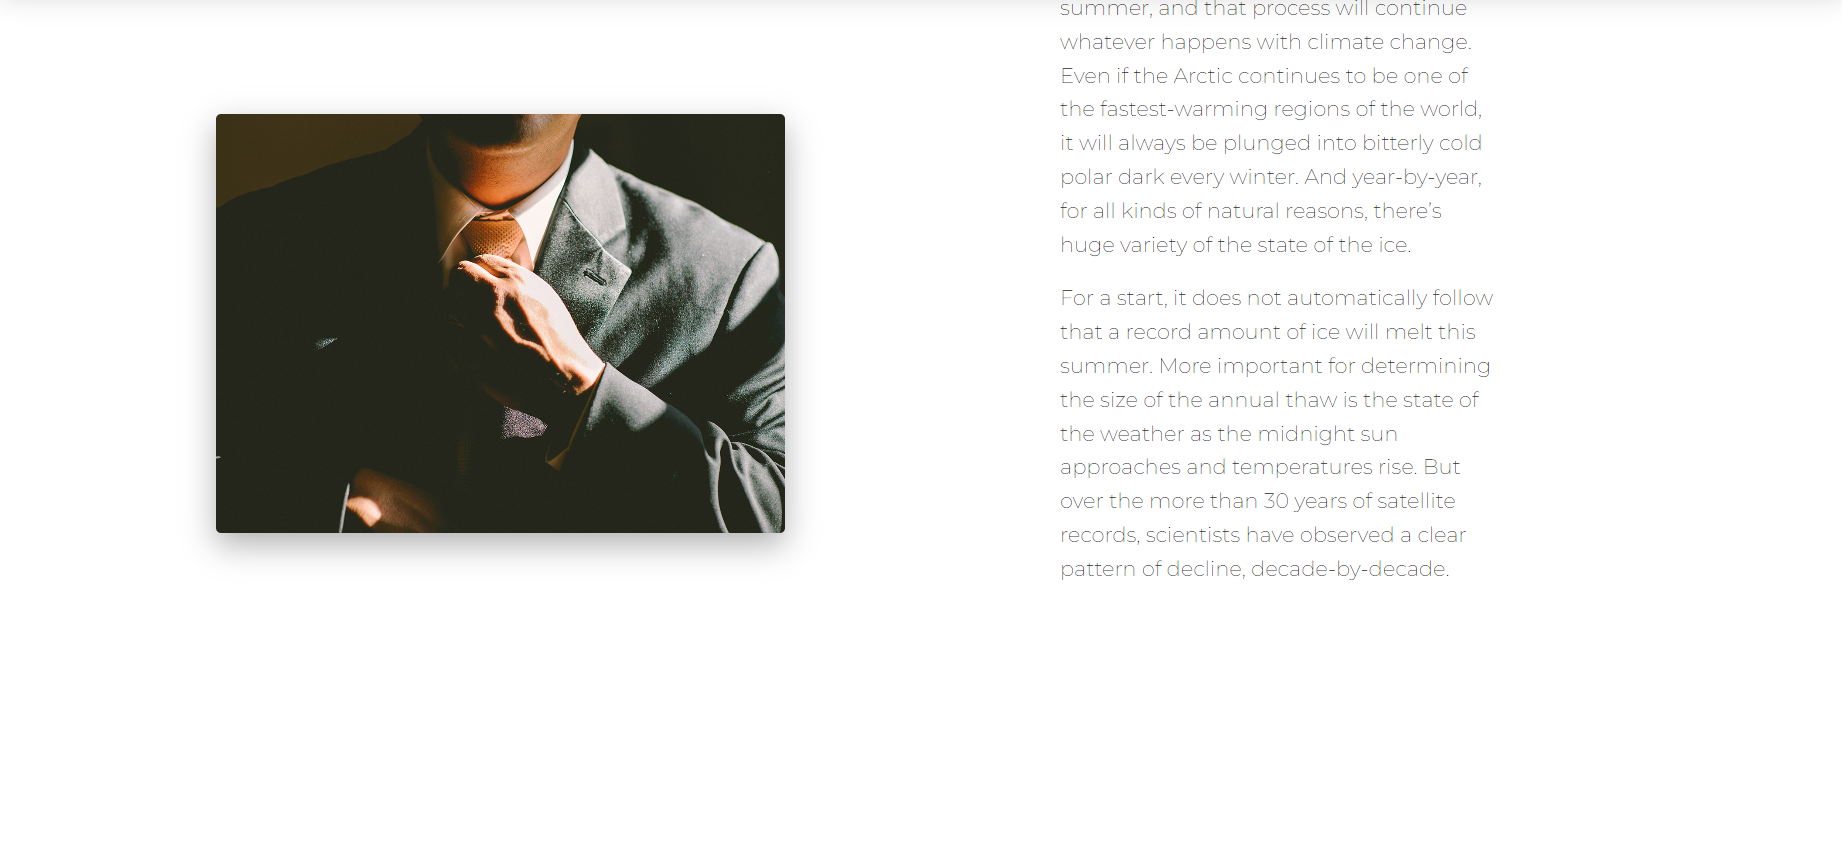 summer, and that process will continue
whatever happens with climate change.
Even if the Arctic continues to be one of
the fastest-warming regions of the world,
it will always be plunged into bitterly cold
polar dark every winter. And year-by-year,
for all kinds of natural reasons, there’s
huge variety of the state of the ice.
For a start, it does not automatically follow
that a record amount of ice will melt this
summer. More important for determining
the size of the annual thaw is the state of
the weather as the midnight sun
approaches and temperatures rise. But
over the more than 30 years of satellite
records, scientists have observed a clear
pattern of decline, decade-by-decade.